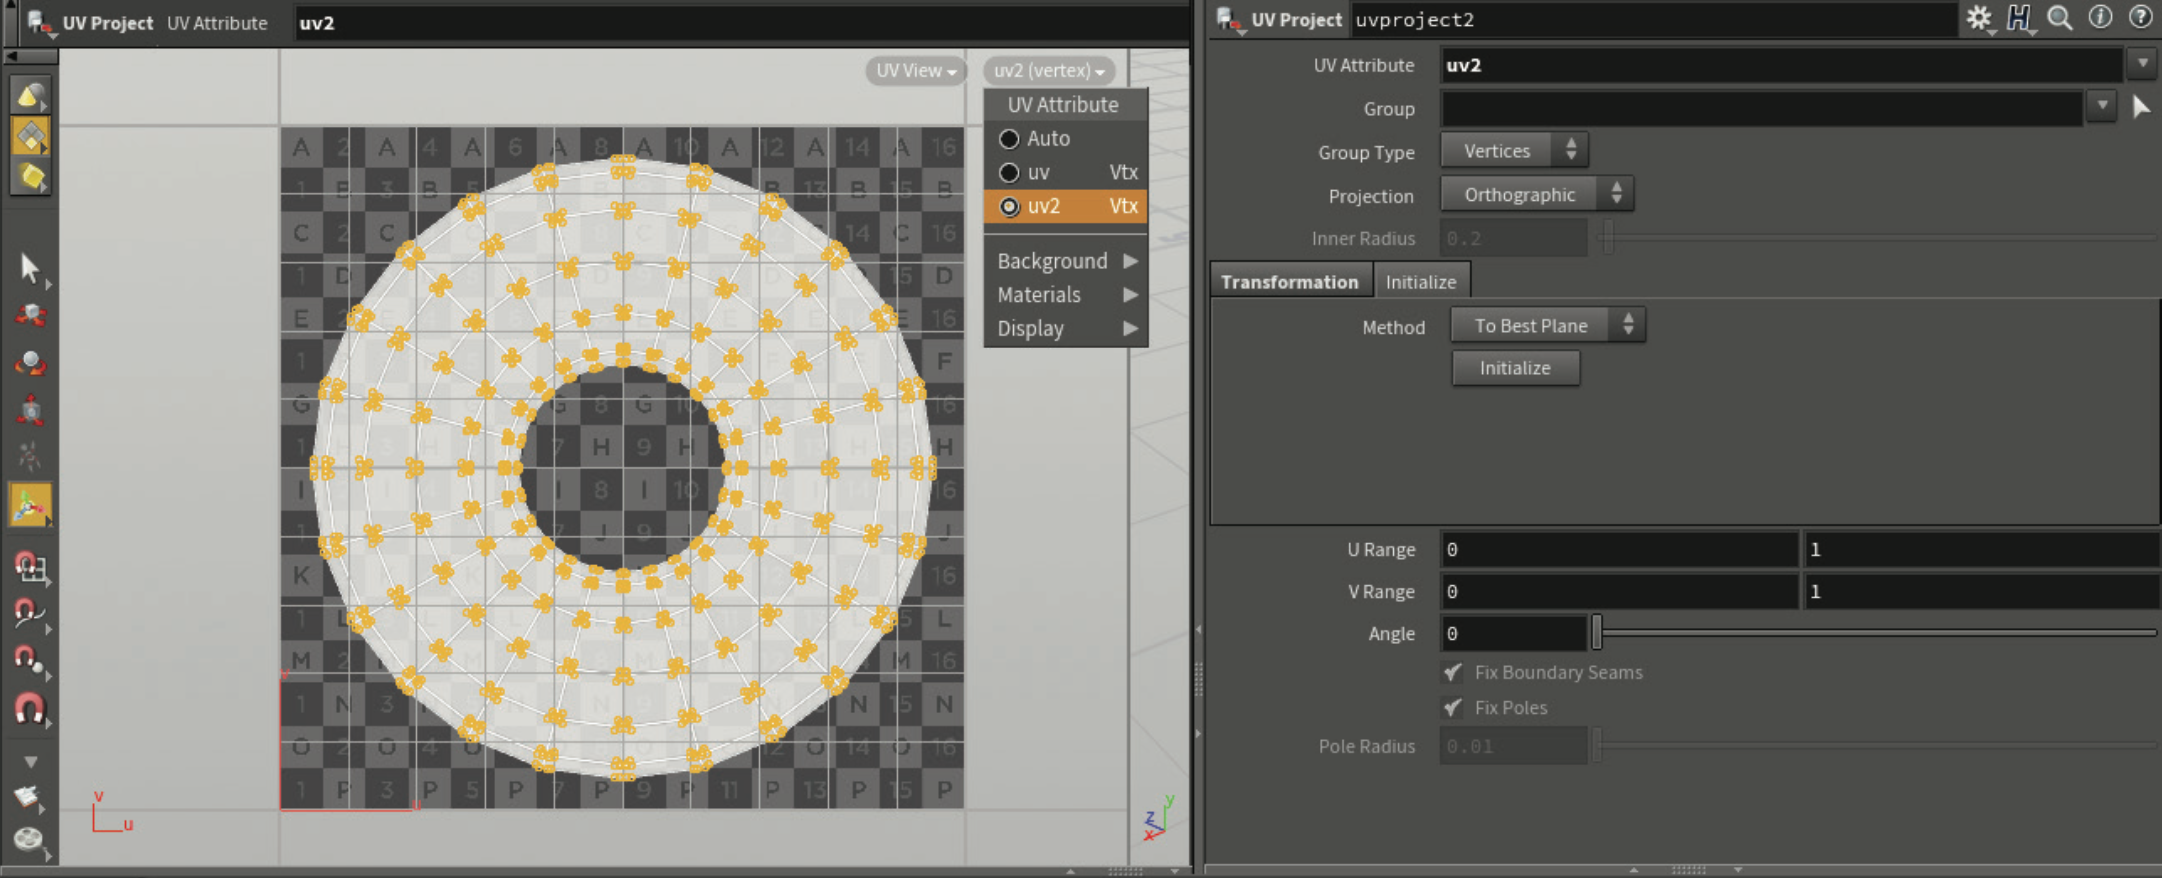 UV Project UV Attribute uv2
UV View
uv2 (vertex)
UV Attribute
Auto
uv Vtx
uv2 Vtx
Background
Materials
Display
A 2 A 4 A 6 A 8 A 10 A 12 A 14 A 16
1 B 3 B 5 B 13 B 15 B
C 2 C C 16
1 D 15 D
E E 16
1 F
G G 8 G 10 16
1 H 7 H 9 H H
I I 8 I 10 16
1 7 J 9 J J
K 16
1 L L
M 2 M 16
1 N 3 N 15 N
O 2 O 4 12 O 14 O 16
1 P 3 P 5 P 7 P 9 P 11 P 13 P 15 P
v
u
v
u
y
z
x
UV Project uvproject2
UV Attribute uv2
Group
Group Type Vertices
Projection Orthographic
Inner Radius 0.2
Transformation Initialize
Method To Best Plane
Initialize
U Range 0 1
V Range 0 1
Angle 0
Fix Boundary Seams
Fix Poles
Pole Radius 0.01